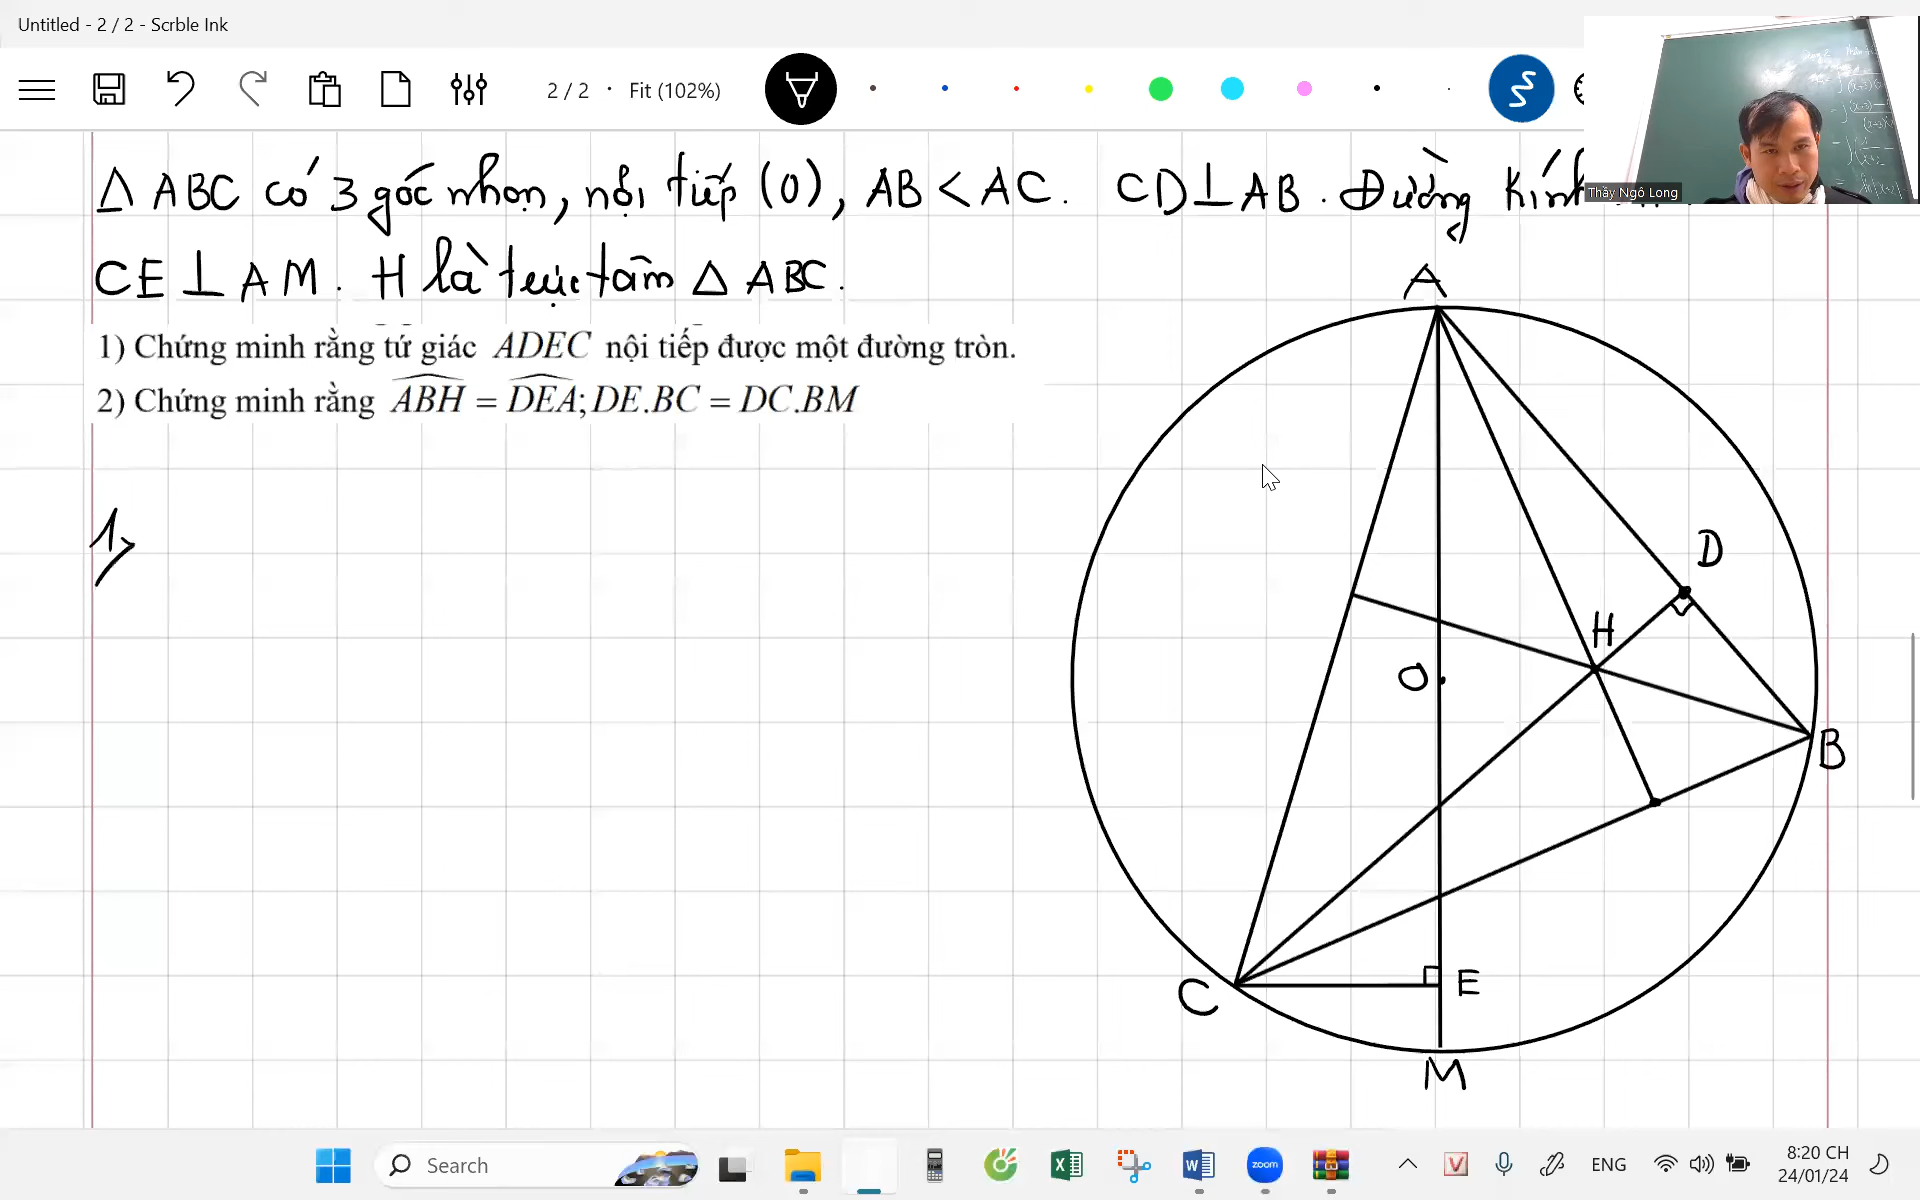 Untitled - 2 / 2 - Scrble Ink
2 / 2 · Fit (102%)
Thầy Ngô Long
Δ ABC có 3 góc nhọn, nội tiếp (O), AB < AC. CD⊥AB. Đường kính
CE⊥AM. H là trực tâm Δ ABC.
1) Chứng minh rằng tứ giác ADEC nội tiếp được một đường tròn.
2) Chứng minh rằng \widehat{ABH} = \widehat{DEA}; DE.BC = DC.BM
1,
A
D
H
O
B
C
E
M
Search
zoom
ENG
8:20 CH
24/01/24